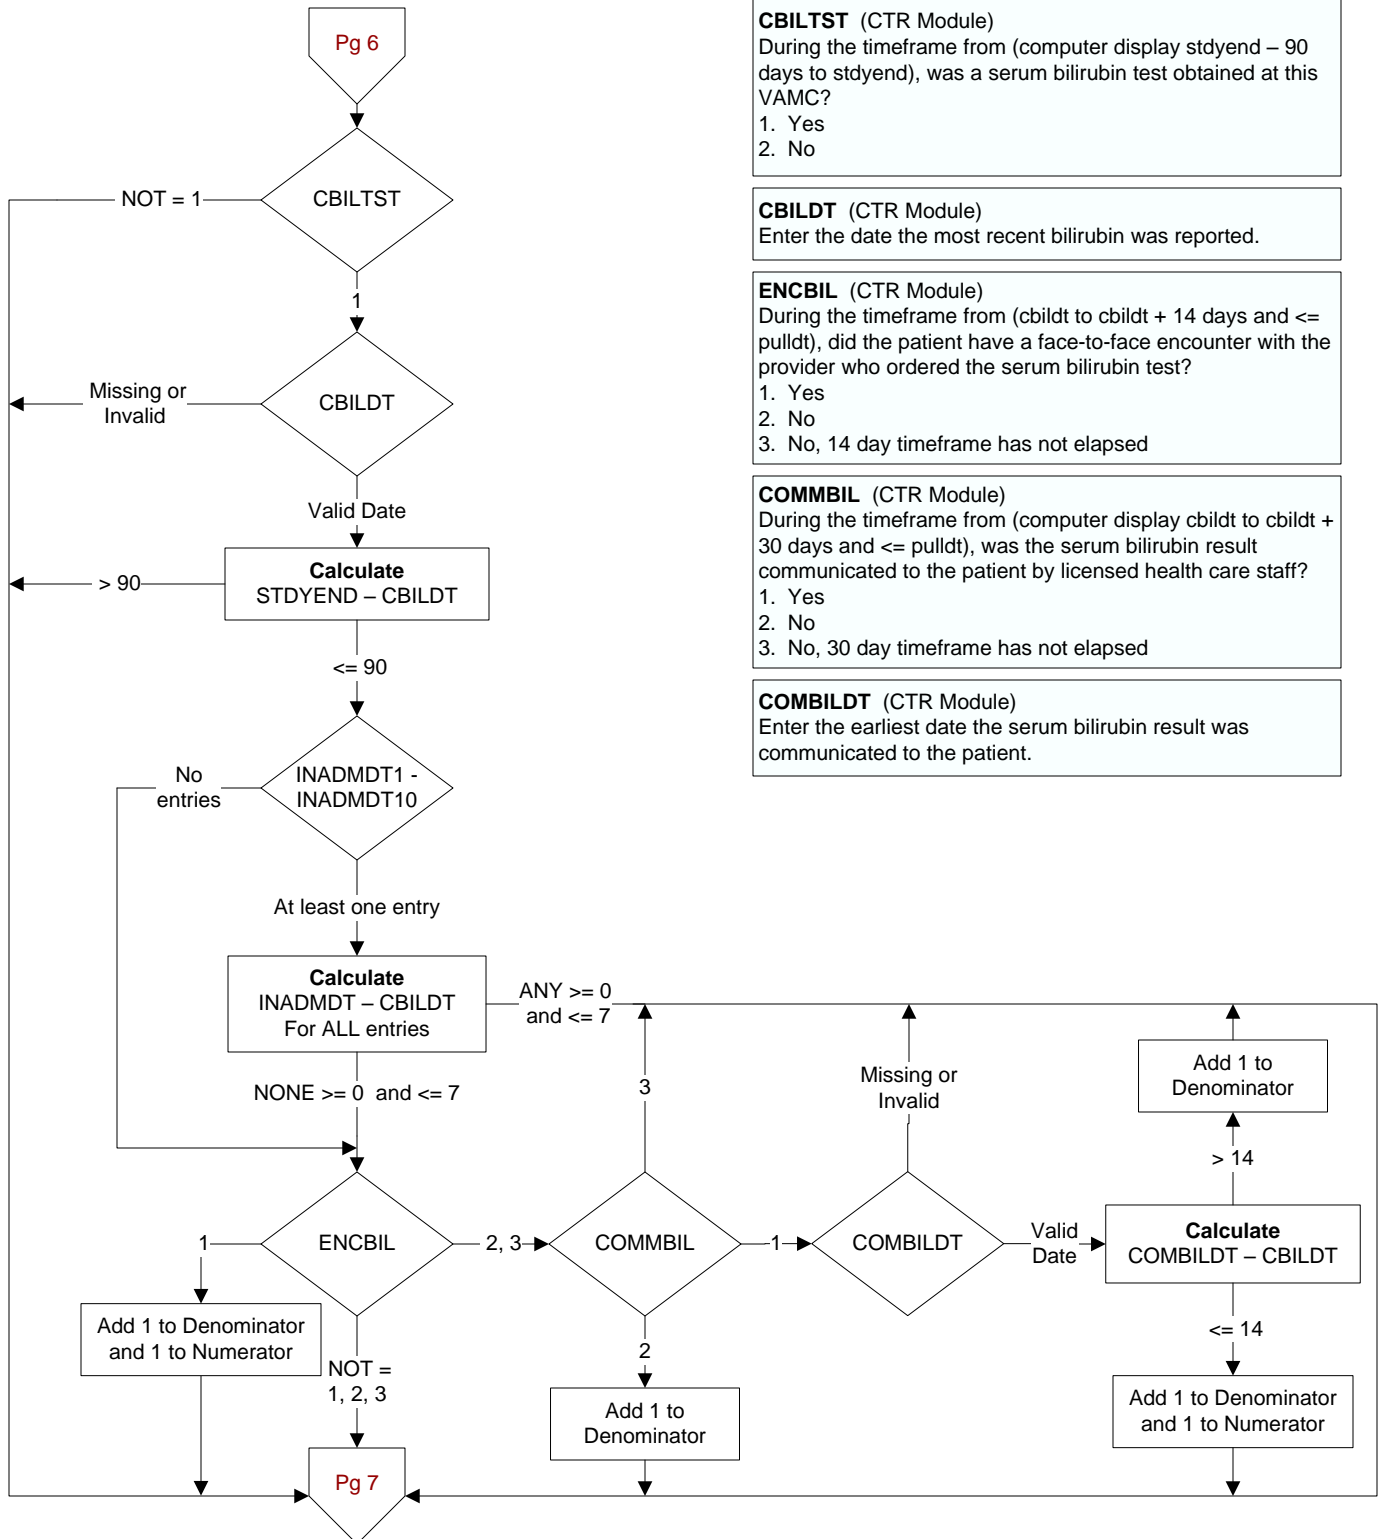 Pg 6
CBILTST (CTR Module)
During the timeframe from (computer display stdyend – 90
days to stdyend), was a serum bilirubin test obtained at this
VAMC?
1. Yes
2. No
CBILDT (CTR Module)
Enter the date the most recent bilirubin was reported.
ENCBIL (CTR Module)
During the timeframe from (cbildt to cbildt + 14 days and <=
pulldt), did the patient have a face-to-face encounter with the
provider who ordered the serum bilirubin test?
1. Yes
2. No
3. No, 14 day timeframe has not elapsed
COMMBIL (CTR Module)
During the timeframe from (computer display cbildt to cbildt +
30 days and <= pulldt), was the serum bilirubin result
communicated to the patient by licensed health care staff?
1. Yes
2. No
3. No, 30 day timeframe has not elapsed
COMBILDT (CTR Module)
Enter the earliest date the serum bilirubin result was
communicated to the patient.
NOT = 1
CBILTST
1
Missing or
Invalid
CBILDT
Valid Date
> 90
Calculate
STDYEND – CBILDT
<= 90
No
entries
INADMDT1 -
INADMDT10
At least one entry
Calculate
INADMDT – CBILDT
For ALL entries
ANY >= 0
and <= 7
NONE >= 0 and <= 7
3
Missing or
Invalid
Add 1 to
Denominator
> 14
1
ENCBIL
2, 3
COMMBIL
1
COMBILDT
Valid
Date
Calculate
COMBILDT – CBILDT
Add 1 to Denominator
and 1 to Numerator
NOT =
1, 2, 3
2
Add 1 to
Denominator
<= 14
Add 1 to Denominator
and 1 to Numerator
Pg 7